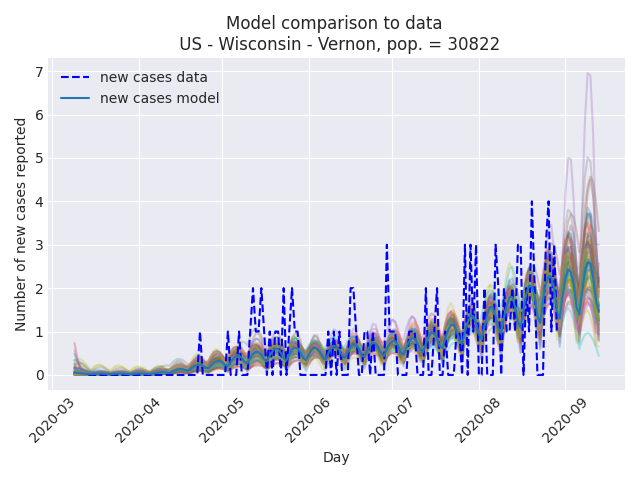 Model comparison to data
US - Wisconsin - Vernon, pop. = 30822
new cases data
new cases model
Number of new cases reported
7
6
5
4
3
2
1
0
2020-03
2020-04
2020-05
2020-06
2020-07
2020-08
2020-09
Day